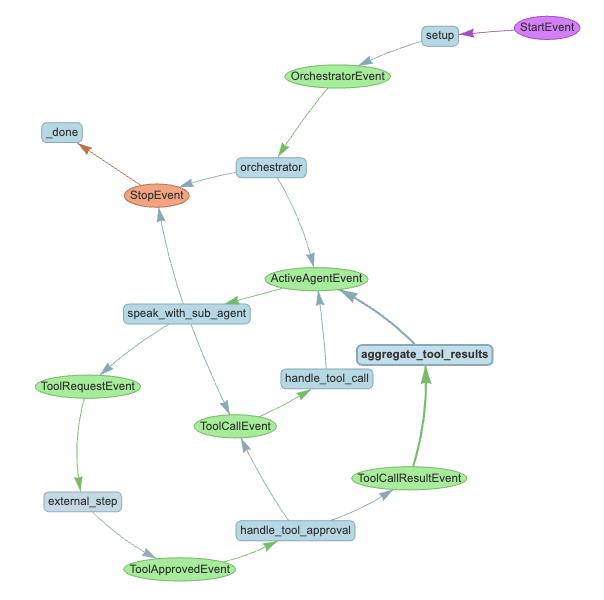 StartEvent
setup
OrchestratorEvent
_done
orchestrator
StopEvent
ActiveAgentEvent
speak_with_sub_agent
aggregate_tool_results
handle_tool_call
ToolRequestEvent
ToolCallEvent
ToolCallResultEvent
external_step
handle_tool_approval
ToolApprovedEvent